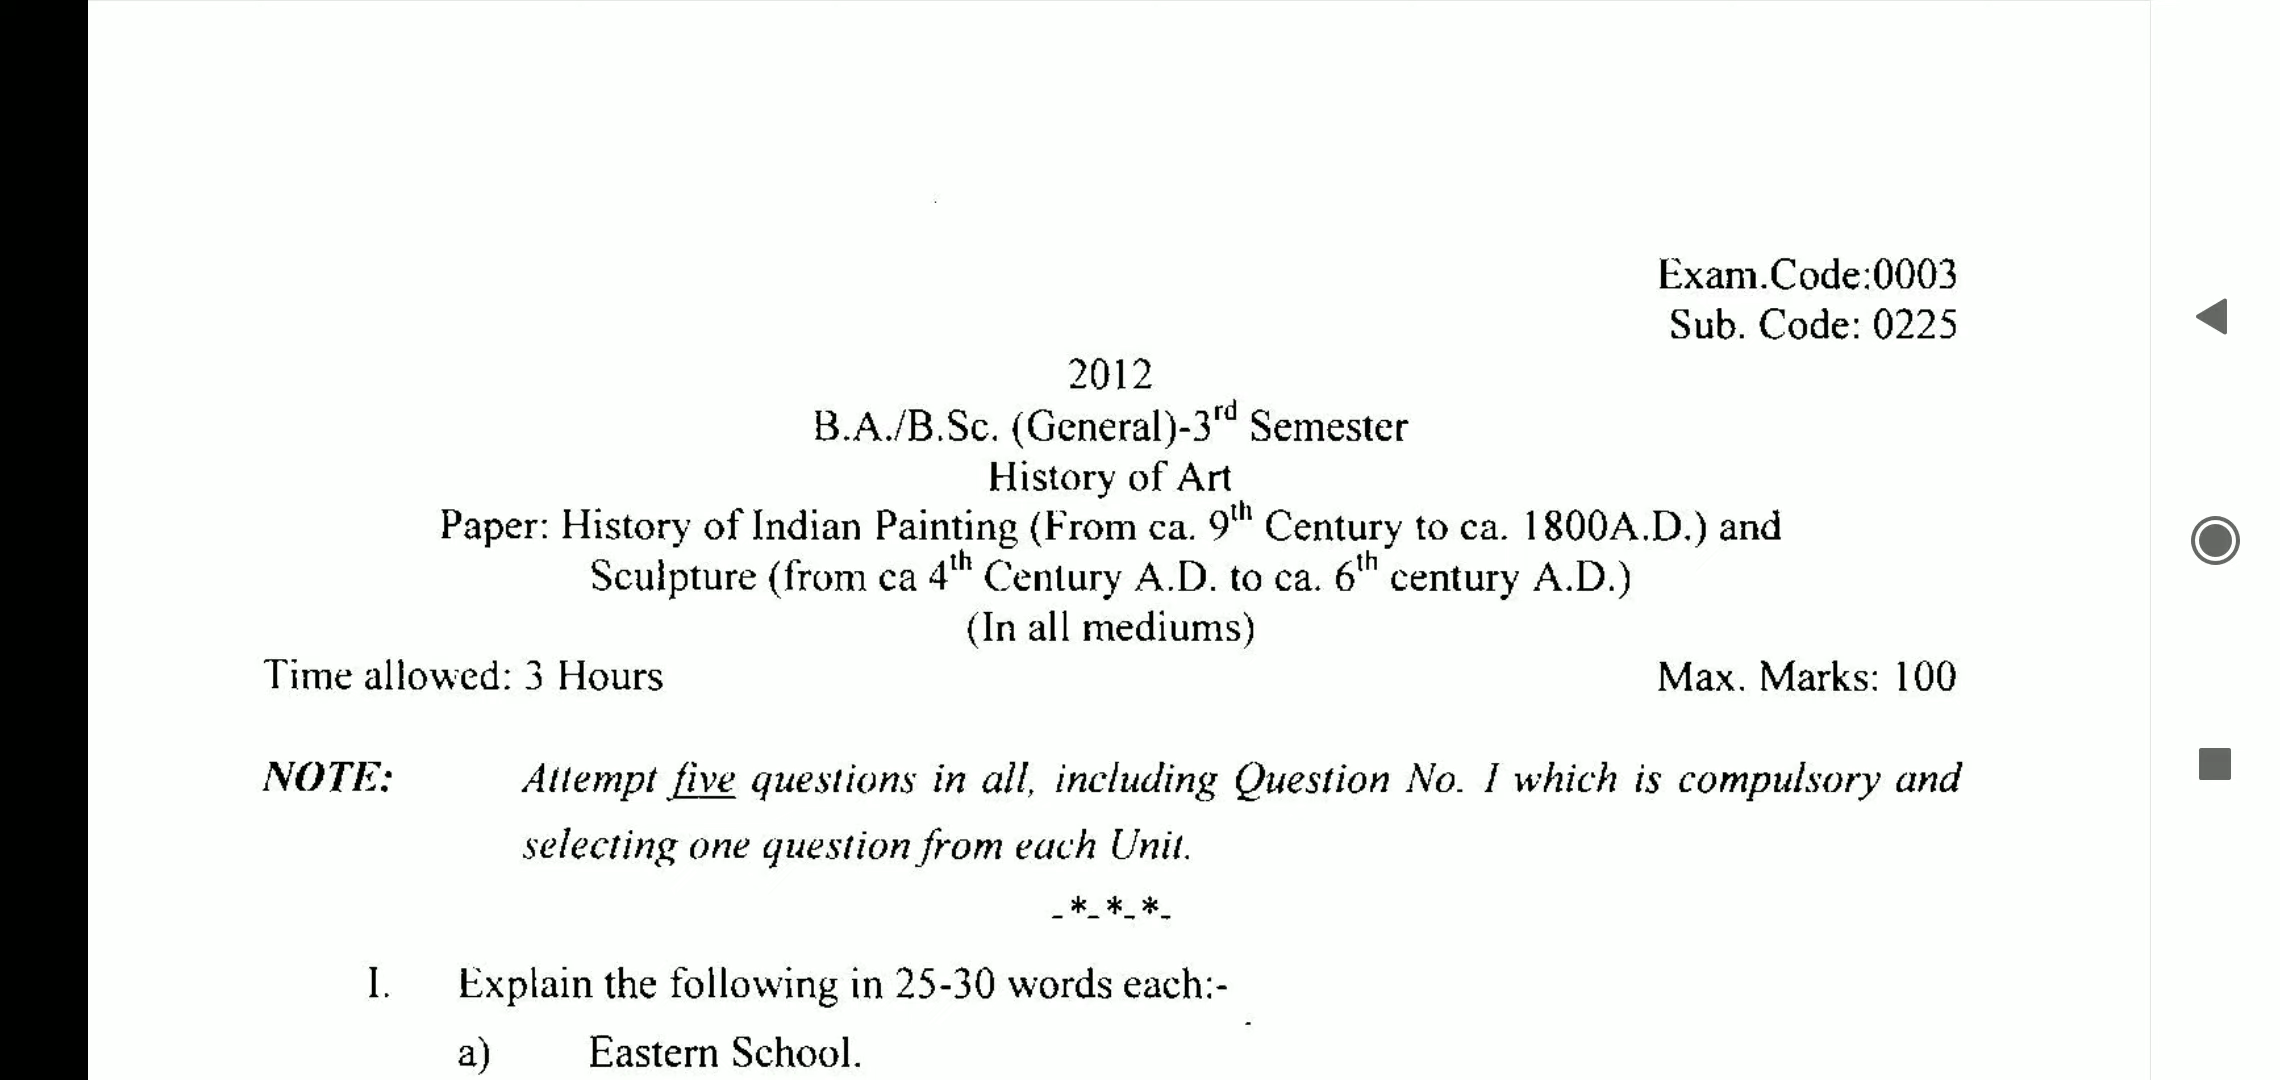 Exam.Code:0003
Sub. Code: 0225
2012
B.A./B.Sc. (General)-3rd Semester
History of Art
Paper: History of Indian Painting (From ca. 9th Century to ca. 1800A.D.) and
Sculpture (from ca 4th Century A.D. to ca. 6th century A.D.)
(In all mediums)
Time allowed: 3 Hours Max. Marks: 100
NOTE: Attempt five questions in all, including Question No. I which is compulsory and
selecting one question from each Unit.
_*_*_*_
I. Explain the following in 25-30 words each:-
a) Eastern School.